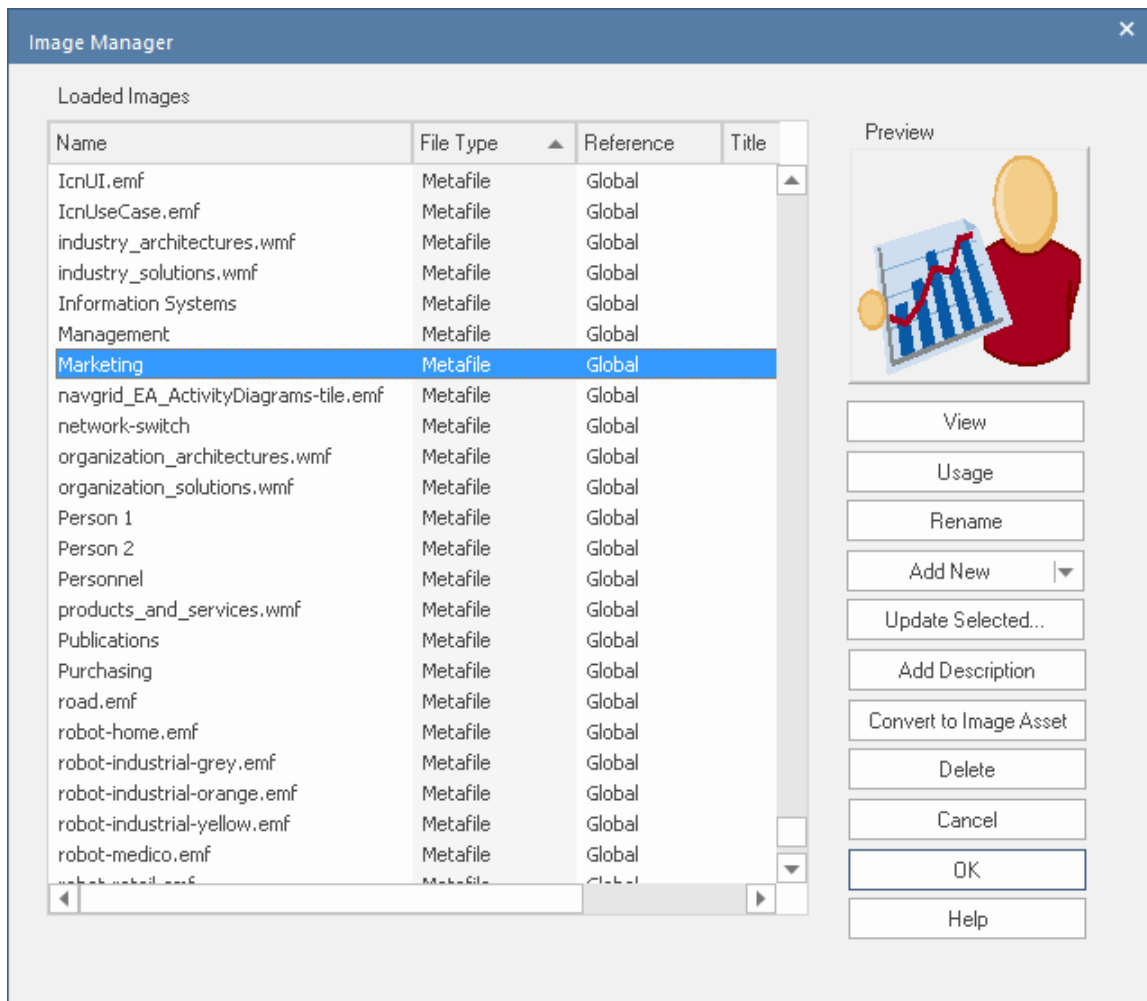 Image Manager
Loaded Images
Name File Type Reference Title
IcnUI.emf Metafile Global
IcnUseCase.emf Metafile Global
industry_architectures.wmf Metafile Global
industry_solutions.wmf Metafile Global
Information Systems Metafile Global
Management Metafile Global
Marketing Metafile Global
navgrid_EA_ActivityDiagrams-tile.emf Metafile Global
network-switch Metafile Global
organization_architectures.wmf Metafile Global
organization_solutions.wmf Metafile Global
Person 1 Metafile Global
Person 2 Metafile Global
Personnel Metafile Global
products_and_services.wmf Metafile Global
Publications Metafile Global
Purchasing Metafile Global
road.emf Metafile Global
robot-home.emf Metafile Global
robot-industrial-grey.emf Metafile Global
robot-industrial-orange.emf Metafile Global
robot-industrial-yellow.emf Metafile Global
robot-medico.emf Metafile Global
Preview
View
Usage
Rename
Add New
Update Selected...
Add Description
Convert to Image Asset
Delete
Cancel
OK
Help